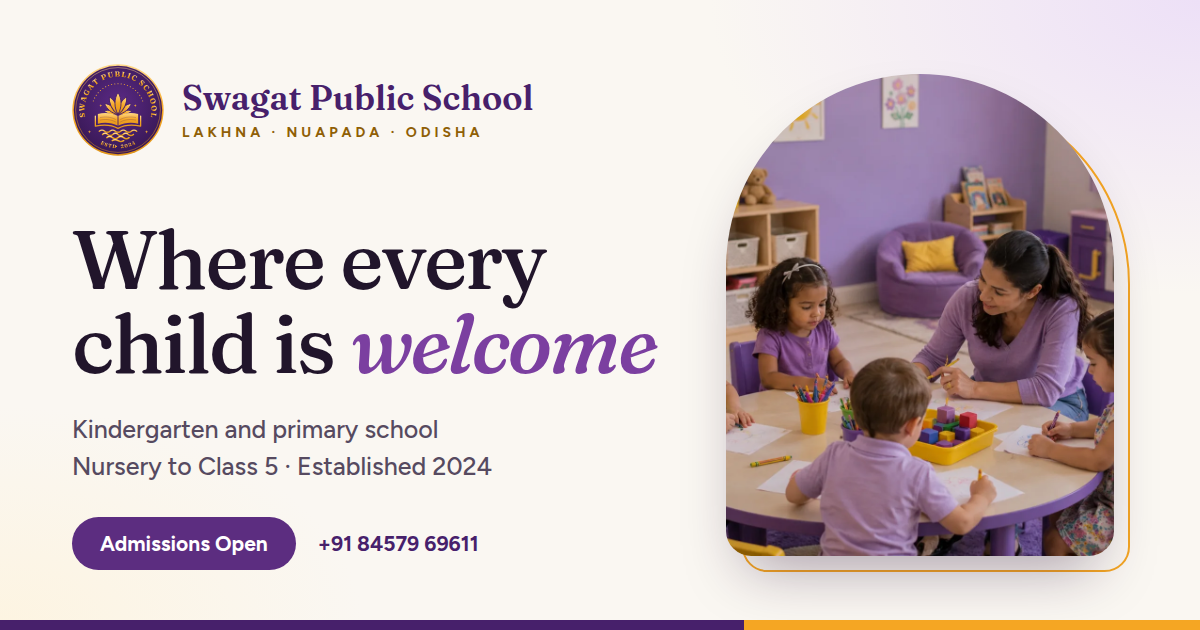 SWAGAT PUBLIC SCHOOL
ESTD 2024
Swagat Public School
LAKHNA · NUAPADA · ODISHA
Where every
child is welcome
Kindergarten and primary school
Nursery to Class 5 · Established 2024
Admissions Open
+91 84579 69611